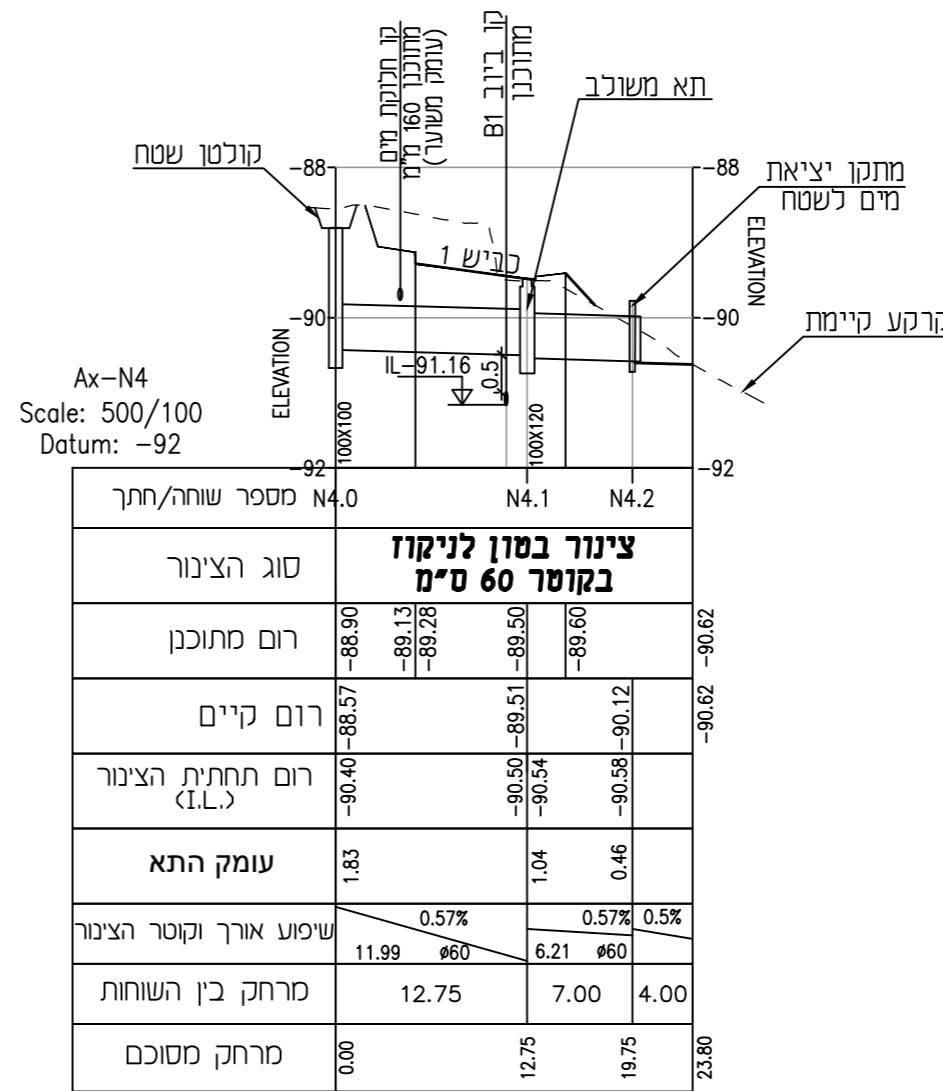 קו חלוקת מים
מתוכנן 160 מ"מ
(עומק משוער)
קו ביוב B1
מתוכנן
תא משולב
קולטן שטח
מתקן יציאת
מים לשטח
קרקע קיימת
-88
-88
ELEVATION
כביש 1
-90
-90
ELEVATION
IL-91.16
0.5
100X100
100X120
-92
-92
Ax-N4
Scale: 500/100
Datum: -92
מספר שוחה/חתך N4.0 N4.1 N4.2
סוג הצינור
צינור בטון לניקוז
בקוטר 60 ס"מ
רום מתוכנן -88.90 -89.13 -89.28 -89.50 -89.60 -90.62
רום קיים -88.57 -89.51 -90.12 -90.62
רום תחתית הצינור
(I.L.)
-90.40 -90.50 -90.54 -90.58
עומק התא 1.83 1.04 0.46
שיפוע אורך וקוטר הצינור
0.57% 0.57% 0.5%
11.99 ø60 6.21 ø60
מרחק בין השוחות 12.75 7.00 4.00
מרחק מסוכם 0.00 12.75 19.75 23.80